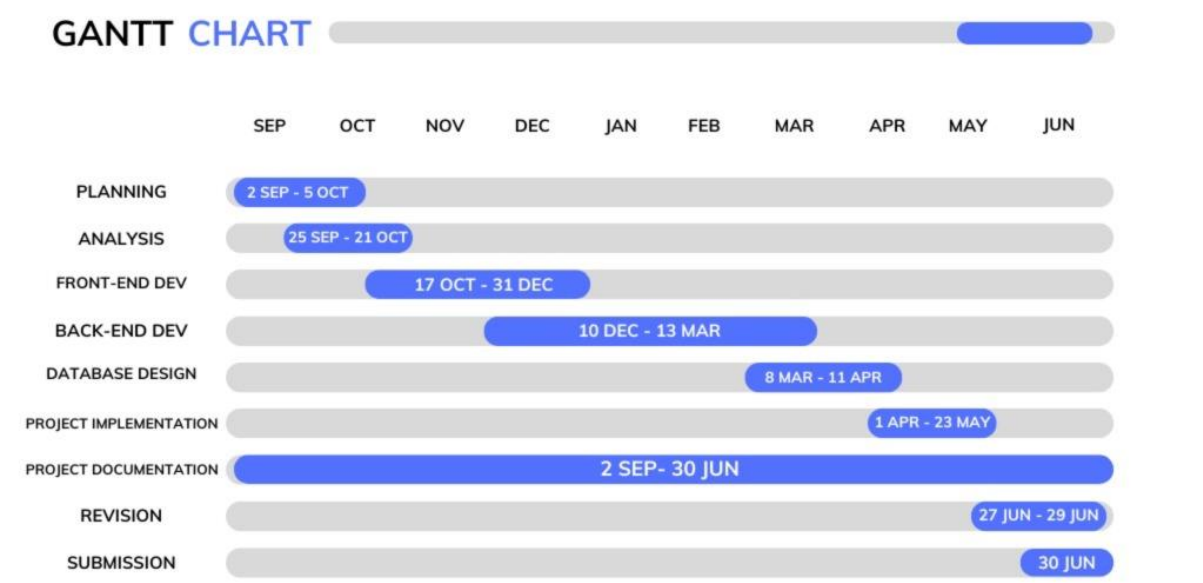 GANTT CHART
SEP OCT NOV DEC JAN FEB MAR APR MAY JUN
PLANNING 2 SEP - 5 OCT
ANALYSIS 25 SEP - 21 OCT
FRONT-END DEV 17 OCT - 31 DEC
BACK-END DEV 10 DEC - 13 MAR
DATABASE DESIGN 8 MAR - 11 APR
PROJECT IMPLEMENTATION 1 APR - 23 MAY
PROJECT DOCUMENTATION 2 SEP- 30 JUN
REVISION 27 JUN - 29 JUN
SUBMISSION 30 JUN